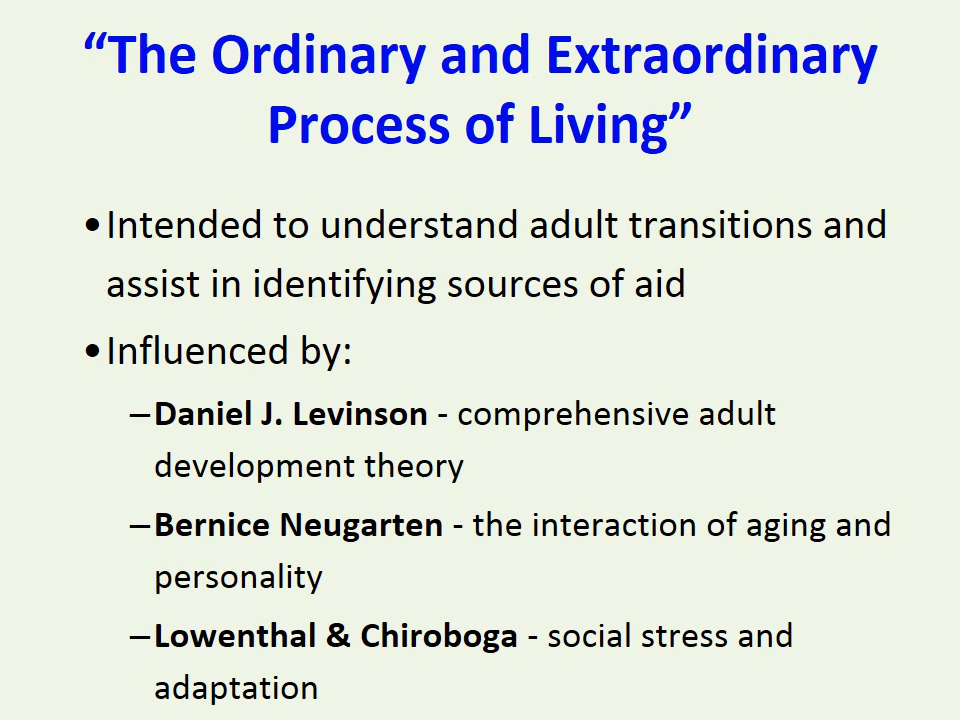 “The Ordinary and Extraordinary
Process of Living”
•Intended to understand adult transitions and
assist in identifying sources of aid
•Influenced by:
–Daniel J. Levinson - comprehensive adult
development theory
–Bernice Neugarten - the interaction of aging and
personality
–Lowenthal & Chiroboga - social stress and
adaptation